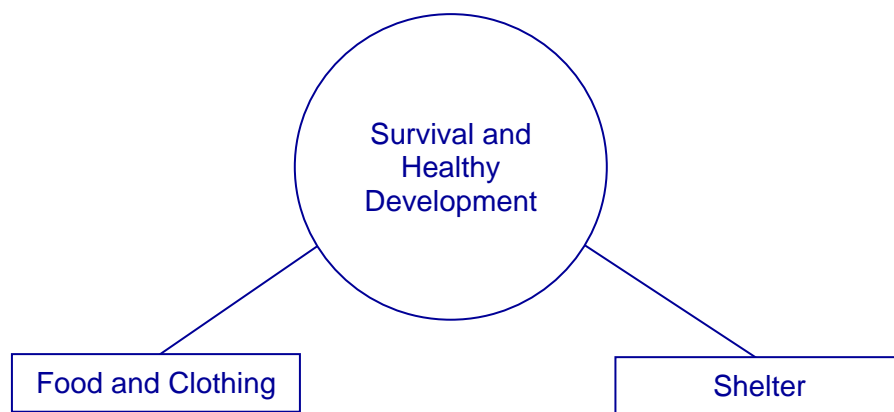 Survival and
Healthy
Development
Food and Clothing
Shelter